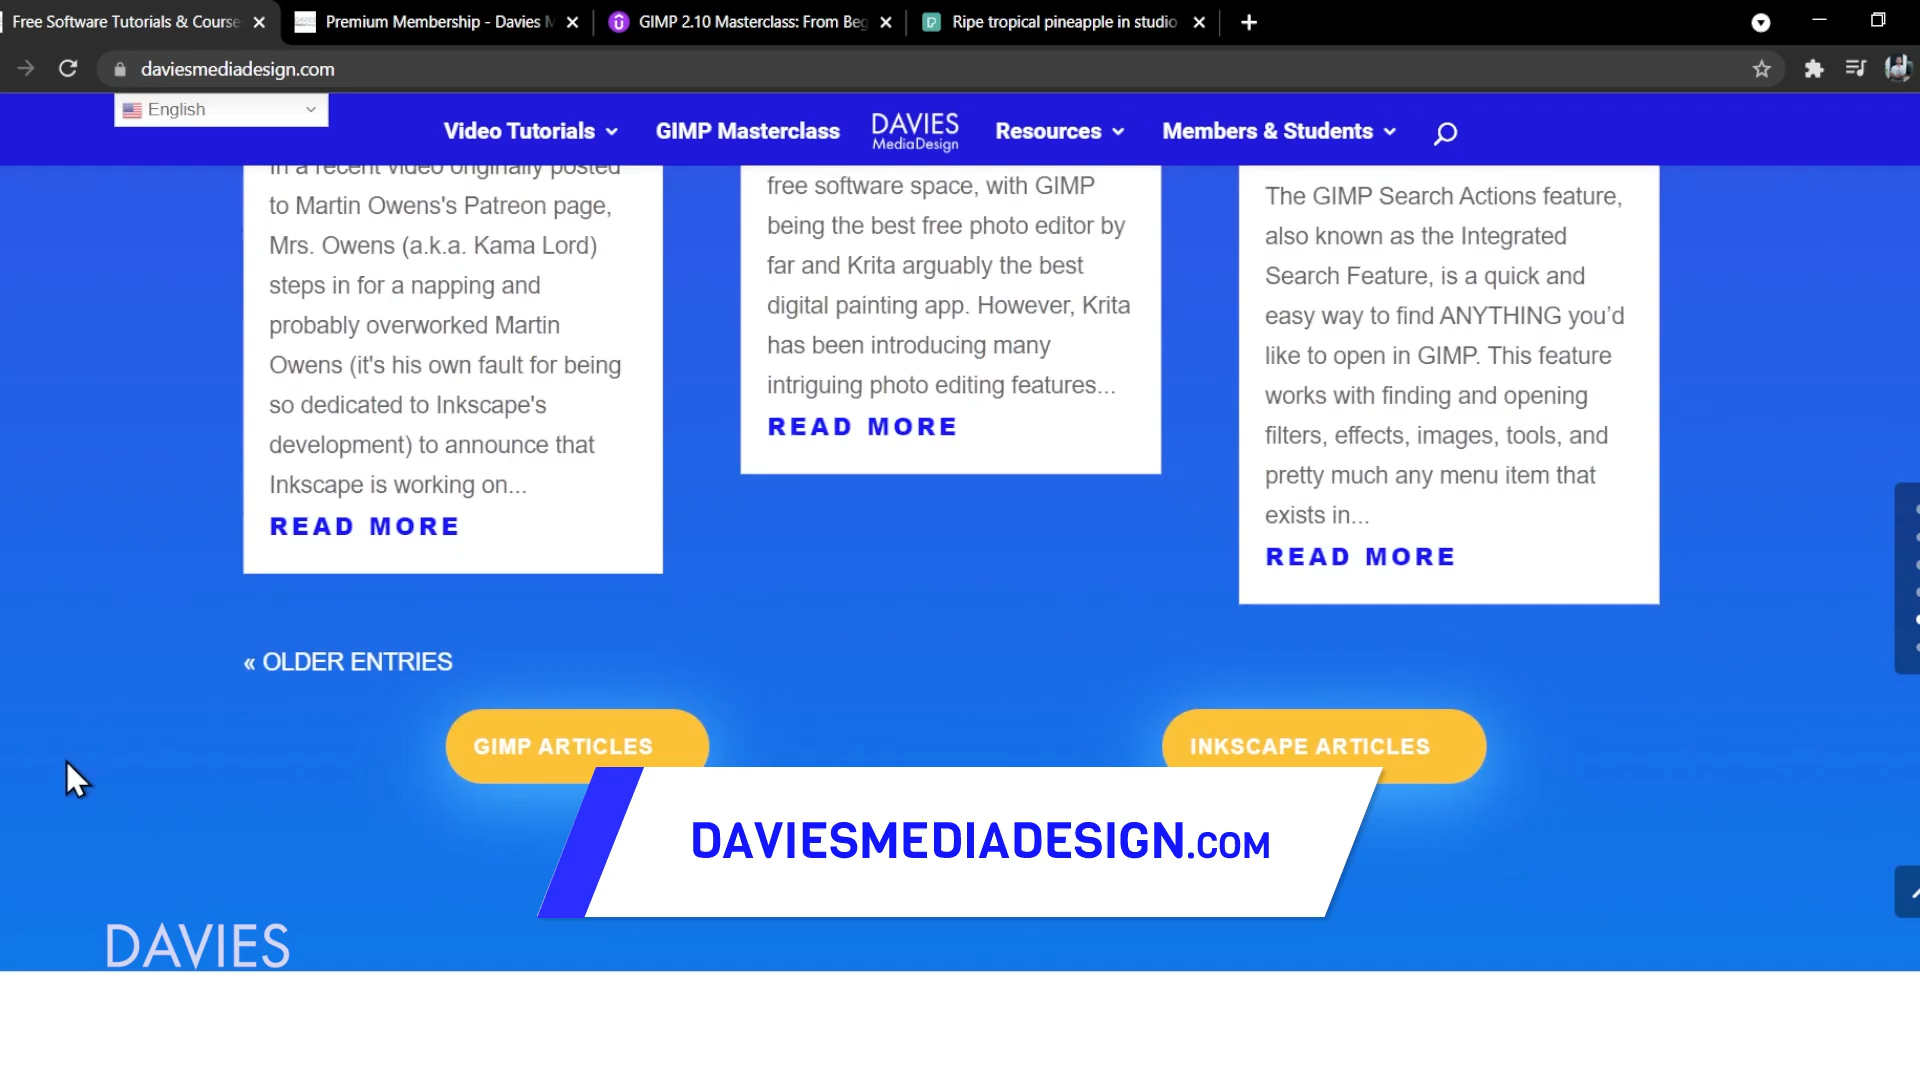 Free Software Tutorials & Course
Premium Membership - Davies M
GIMP 2.10 Masterclass: From Beg
Ripe tropical pineapple in studio
daviesmediadesign.com
English
Video Tutorials
GIMP Masterclass
DAVIES
MediaDesign
Resources
Members & Students
In a recent video originally posted
to Martin Owens's Patreon page,
Mrs. Owens (a.k.a. Kama Lord)
steps in for a napping and
probably overworked Martin
Owens (it's his own fault for being
so dedicated to Inkscape's
development) to announce that
Inkscape is working on...
READ MORE
free software space, with GIMP
being the best free photo editor by
far and Krita arguably the best
digital painting app. However, Krita
has been introducing many
intriguing photo editing features...
READ MORE
The GIMP Search Actions feature,
also known as the Integrated
Search Feature, is a quick and
easy way to find ANYTHING you’d
like to open in GIMP. This feature
works with finding and opening
filters, effects, images, tools, and
pretty much any menu item that
exists in...
READ MORE
« OLDER ENTRIES
GIMP ARTICLES
INKSCAPE ARTICLES
DAVIESMEDIADESIGN.COM
DAVIES